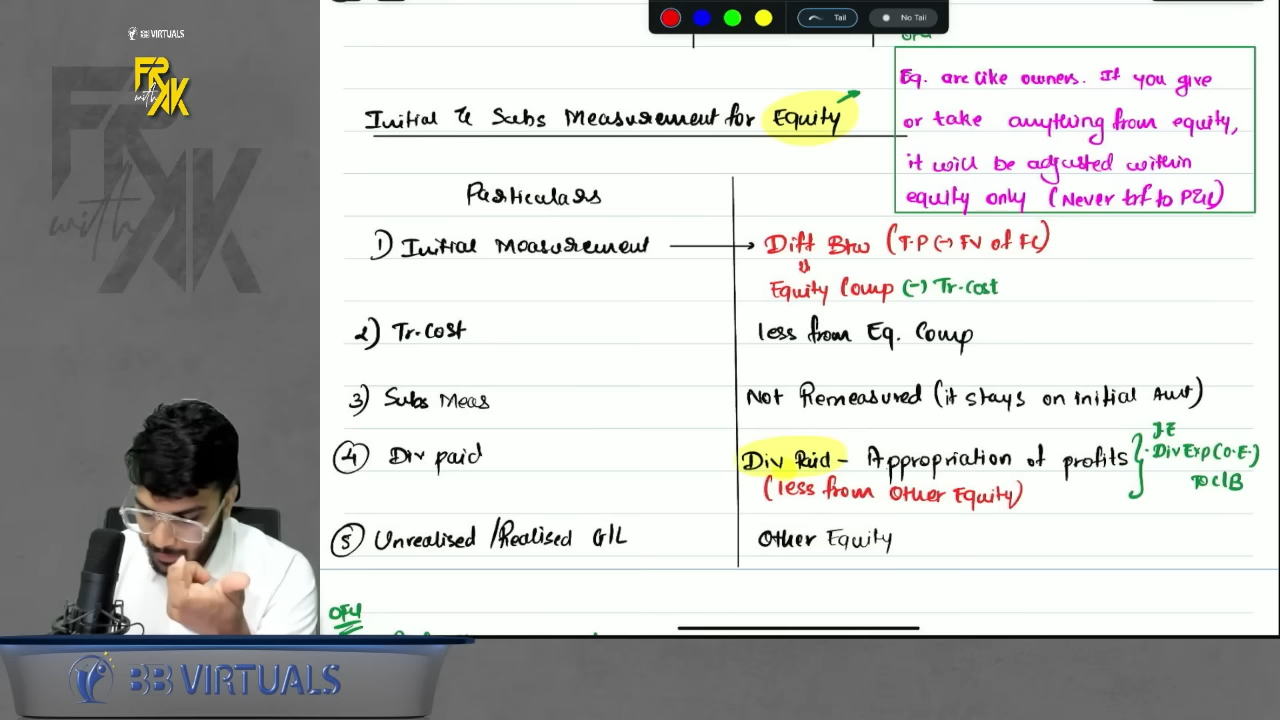 BB VIRTUALS
FR
with
AK
Tail
No Tail
Eq. are like owners. If you give
or take anything from equity,
it will be adjusted within
equity only (Never trf to P&L)
Initial & Subs Measurement for Equity
Particulars
1) Initial Measurement
Diff Btw (T.P (-) FV of FL)
Equity Comp (-) Tr.cost
2) Tr.cost
less from Eq. Comp
3) Subs Meas
Not Remeasured (it stays on initial Amt)
4 Div paid
Div Paid - Appropriation of profits
(less from Other Equity)
JE
Div Exp (O.E.)
To C/B
5 Unrealised / Realised G/L
Other Equity
BB VIRTUALS